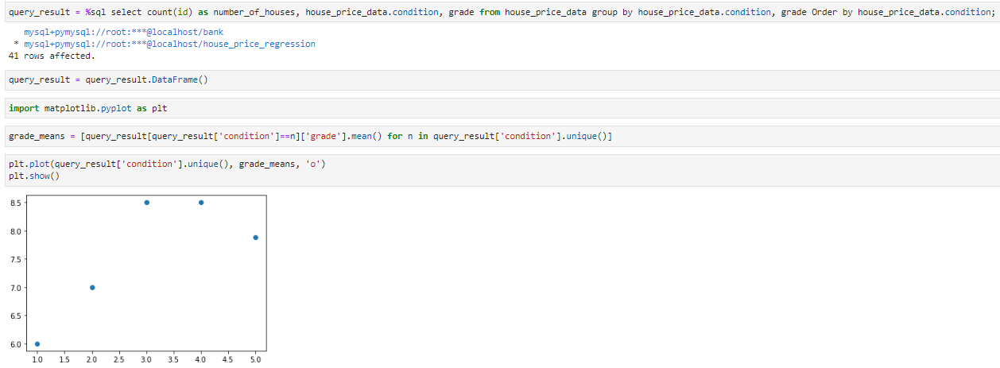 query_result = %sql select count(id) as number_of_houses, house_price_data.condition, grade from house_price_data group by house_price_data.condition, grade Order by house_price_data.condition;
mysql+pymysql://root:***@localhost/bank
* mysql+pymysql://root:***@localhost/house_price_regression
41 rows affected.
query_result = query_result.DataFrame()
import matplotlib.pyplot as plt
grade_means = [query_result[query_result['condition']==n]['grade'].mean() for n in query_result['condition'].unique()]
plt.plot(query_result['condition'].unique(), grade_means, 'o')
plt.show()
8.5
8.0
7.5
7.0
6.5
6.0
1.0 1.5 2.0 2.5 3.0 3.5 4.0 4.5 5.0